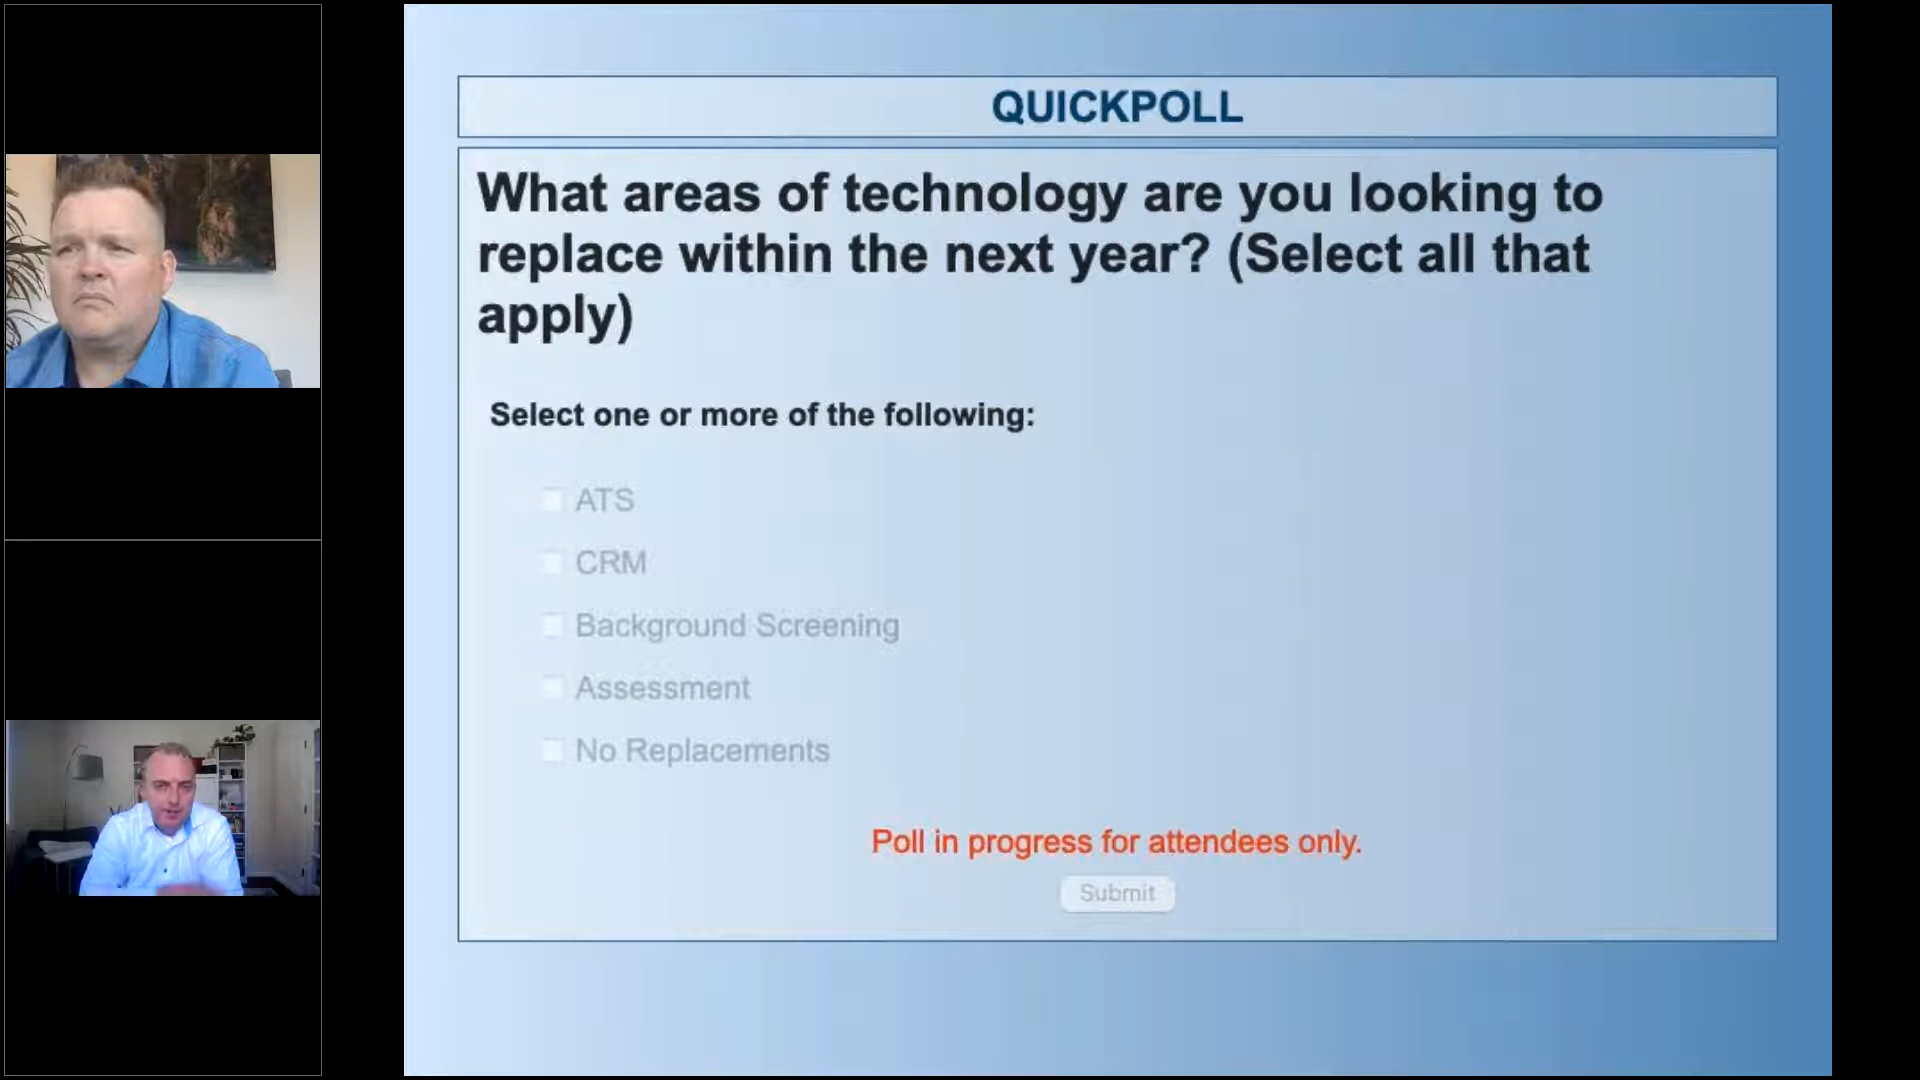 QUICKPOLL
What areas of technology are you looking to
replace within the next year? (Select all that
apply)
Select one or more of the following:
ATS
CRM
Background Screening
Assessment
No Replacements
Poll in progress for attendees only.
Submit